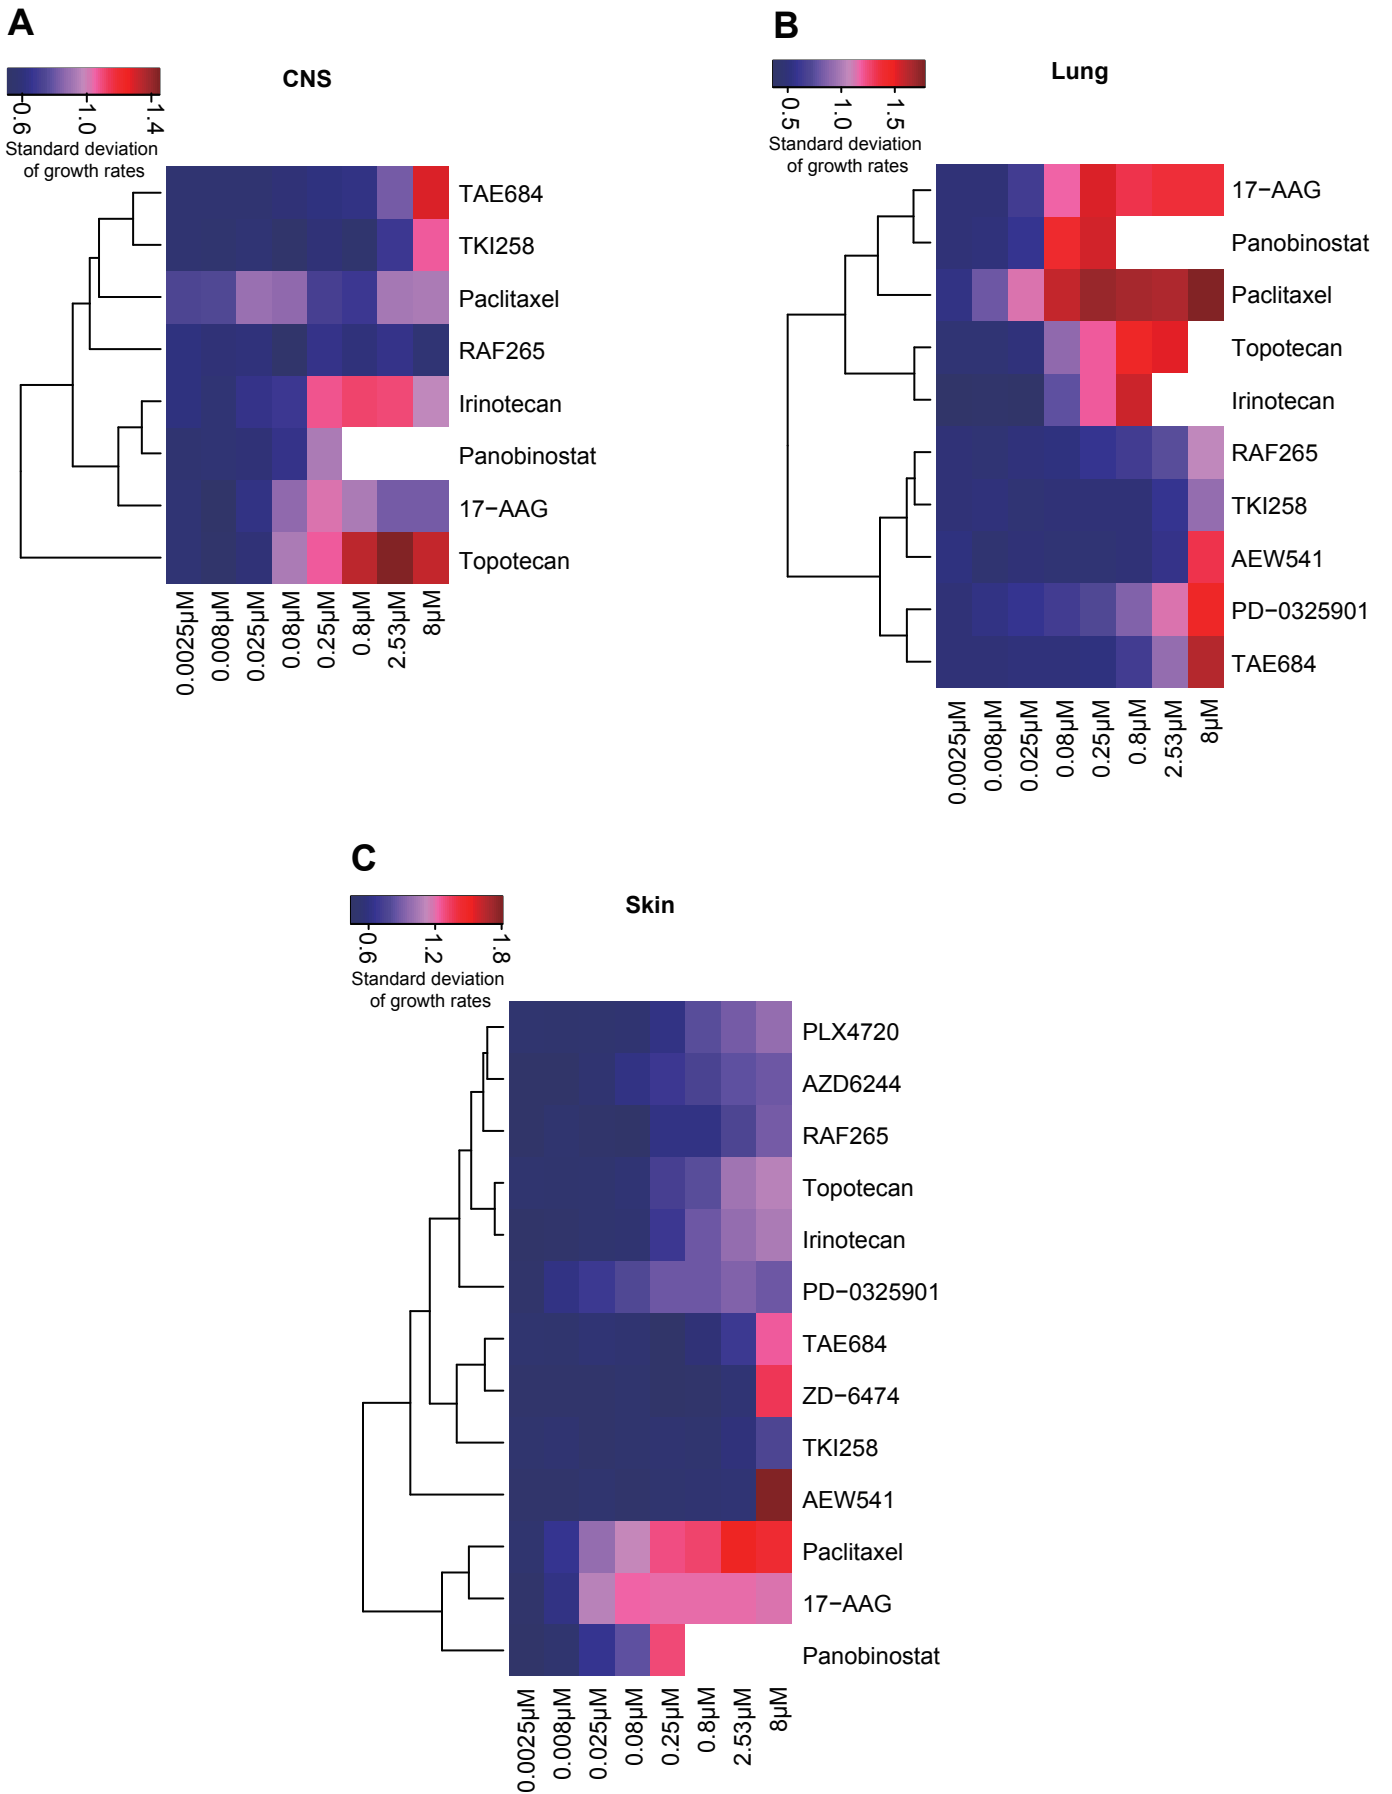 A
CNS
0.6
1.0
1.4
Standard deviation
of growth rates
TAE684
TKI258
Paclitaxel
RAF265
Irinotecan
Panobinostat
17−AAG
Topotecan
0.0025µM
0.008µM
0.025µM
0.08µM
0.25µM
0.8µM
2.53µM
8µM
B
Lung
0.5
1.0
1.5
Standard deviation
of growth rates
17−AAG
Panobinostat
Paclitaxel
Topotecan
Irinotecan
RAF265
TKI258
AEW541
PD−0325901
TAE684
0.0025µM
0.008µM
0.025µM
0.08µM
0.25µM
0.8µM
2.53µM
8µM
C
Skin
0.6
1.2
1.8
Standard deviation
of growth rates
PLX4720
AZD6244
RAF265
Topotecan
Irinotecan
PD−0325901
TAE684
ZD−6474
TKI258
AEW541
Paclitaxel
17−AAG
Panobinostat
0.0025µM
0.008µM
0.025µM
0.08µM
0.25µM
0.8µM
2.53µM
8µM